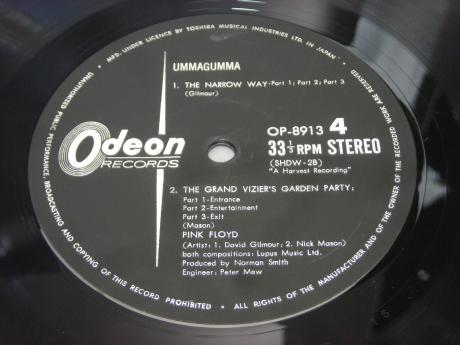 MFD. UNDER LICENCE BY TOSHIBA MUSICAL INDUSTRIES LTD. IN JAPAN •
ALL RIGHTS OF THE MANUFACTURER AND OF THE OWNER OF THE RECORDED WORK ARE RESERVED
UNAUTHORISED PUBLIC PERFORMANCE, BROADCASTING AND COPYING OF THIS RECORD PROHIBITED •
UMMAGUMMA
1. THE NARROW WAY-Part 1; Part 2; Part 3
(Gilmour)
Odeon
RECORDS
OP-8913 4
33⅓ RPM STEREO
(SHDW-2B)
"A Harvest Recording"
2. THE GRAND VIZIER'S GARDEN PARTY:
Part 1-Entrance
Part 2-Entertainment
Part 3-Exit
(Mason)
PINK FLOYD
(Artist: 1. David Gilmour; 2. Nick Mason)
bath compositions: Lupus Music Ltd.
Produced by Norman Smith
Engineer: Peter Mew